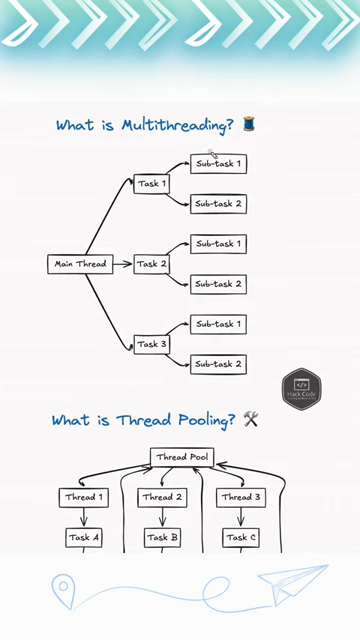 What is Multithreading? 🧵
Sub-task 1
Task 1
Sub-task 2
Sub-task 1
Main Thread
Task 2
Sub-task 2
Sub-task 1
Task 3
Sub-task 2
Hack Code
What is Thread Pooling? 🛠️
Thread Pool
Thread 1 Thread 2 Thread 3
Task A Task B Task C